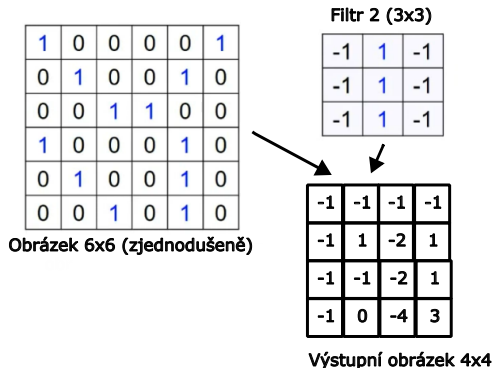 Filtr 2 (3x3)
1 0 0 0 0 1
0 1 0 0 1 0
0 0 1 1 0 0
1 0 0 0 1 0
0 1 0 0 1 0
0 0 1 0 1 0
Obrázek 6x6 (zjednodušeně)
-1 1 -1
-1 1 -1
-1 1 -1
-1 -1 -1 -1
-1 1 -2 1
-1 -1 -2 1
-1 0 -4 3
Výstupní obrázek 4x4